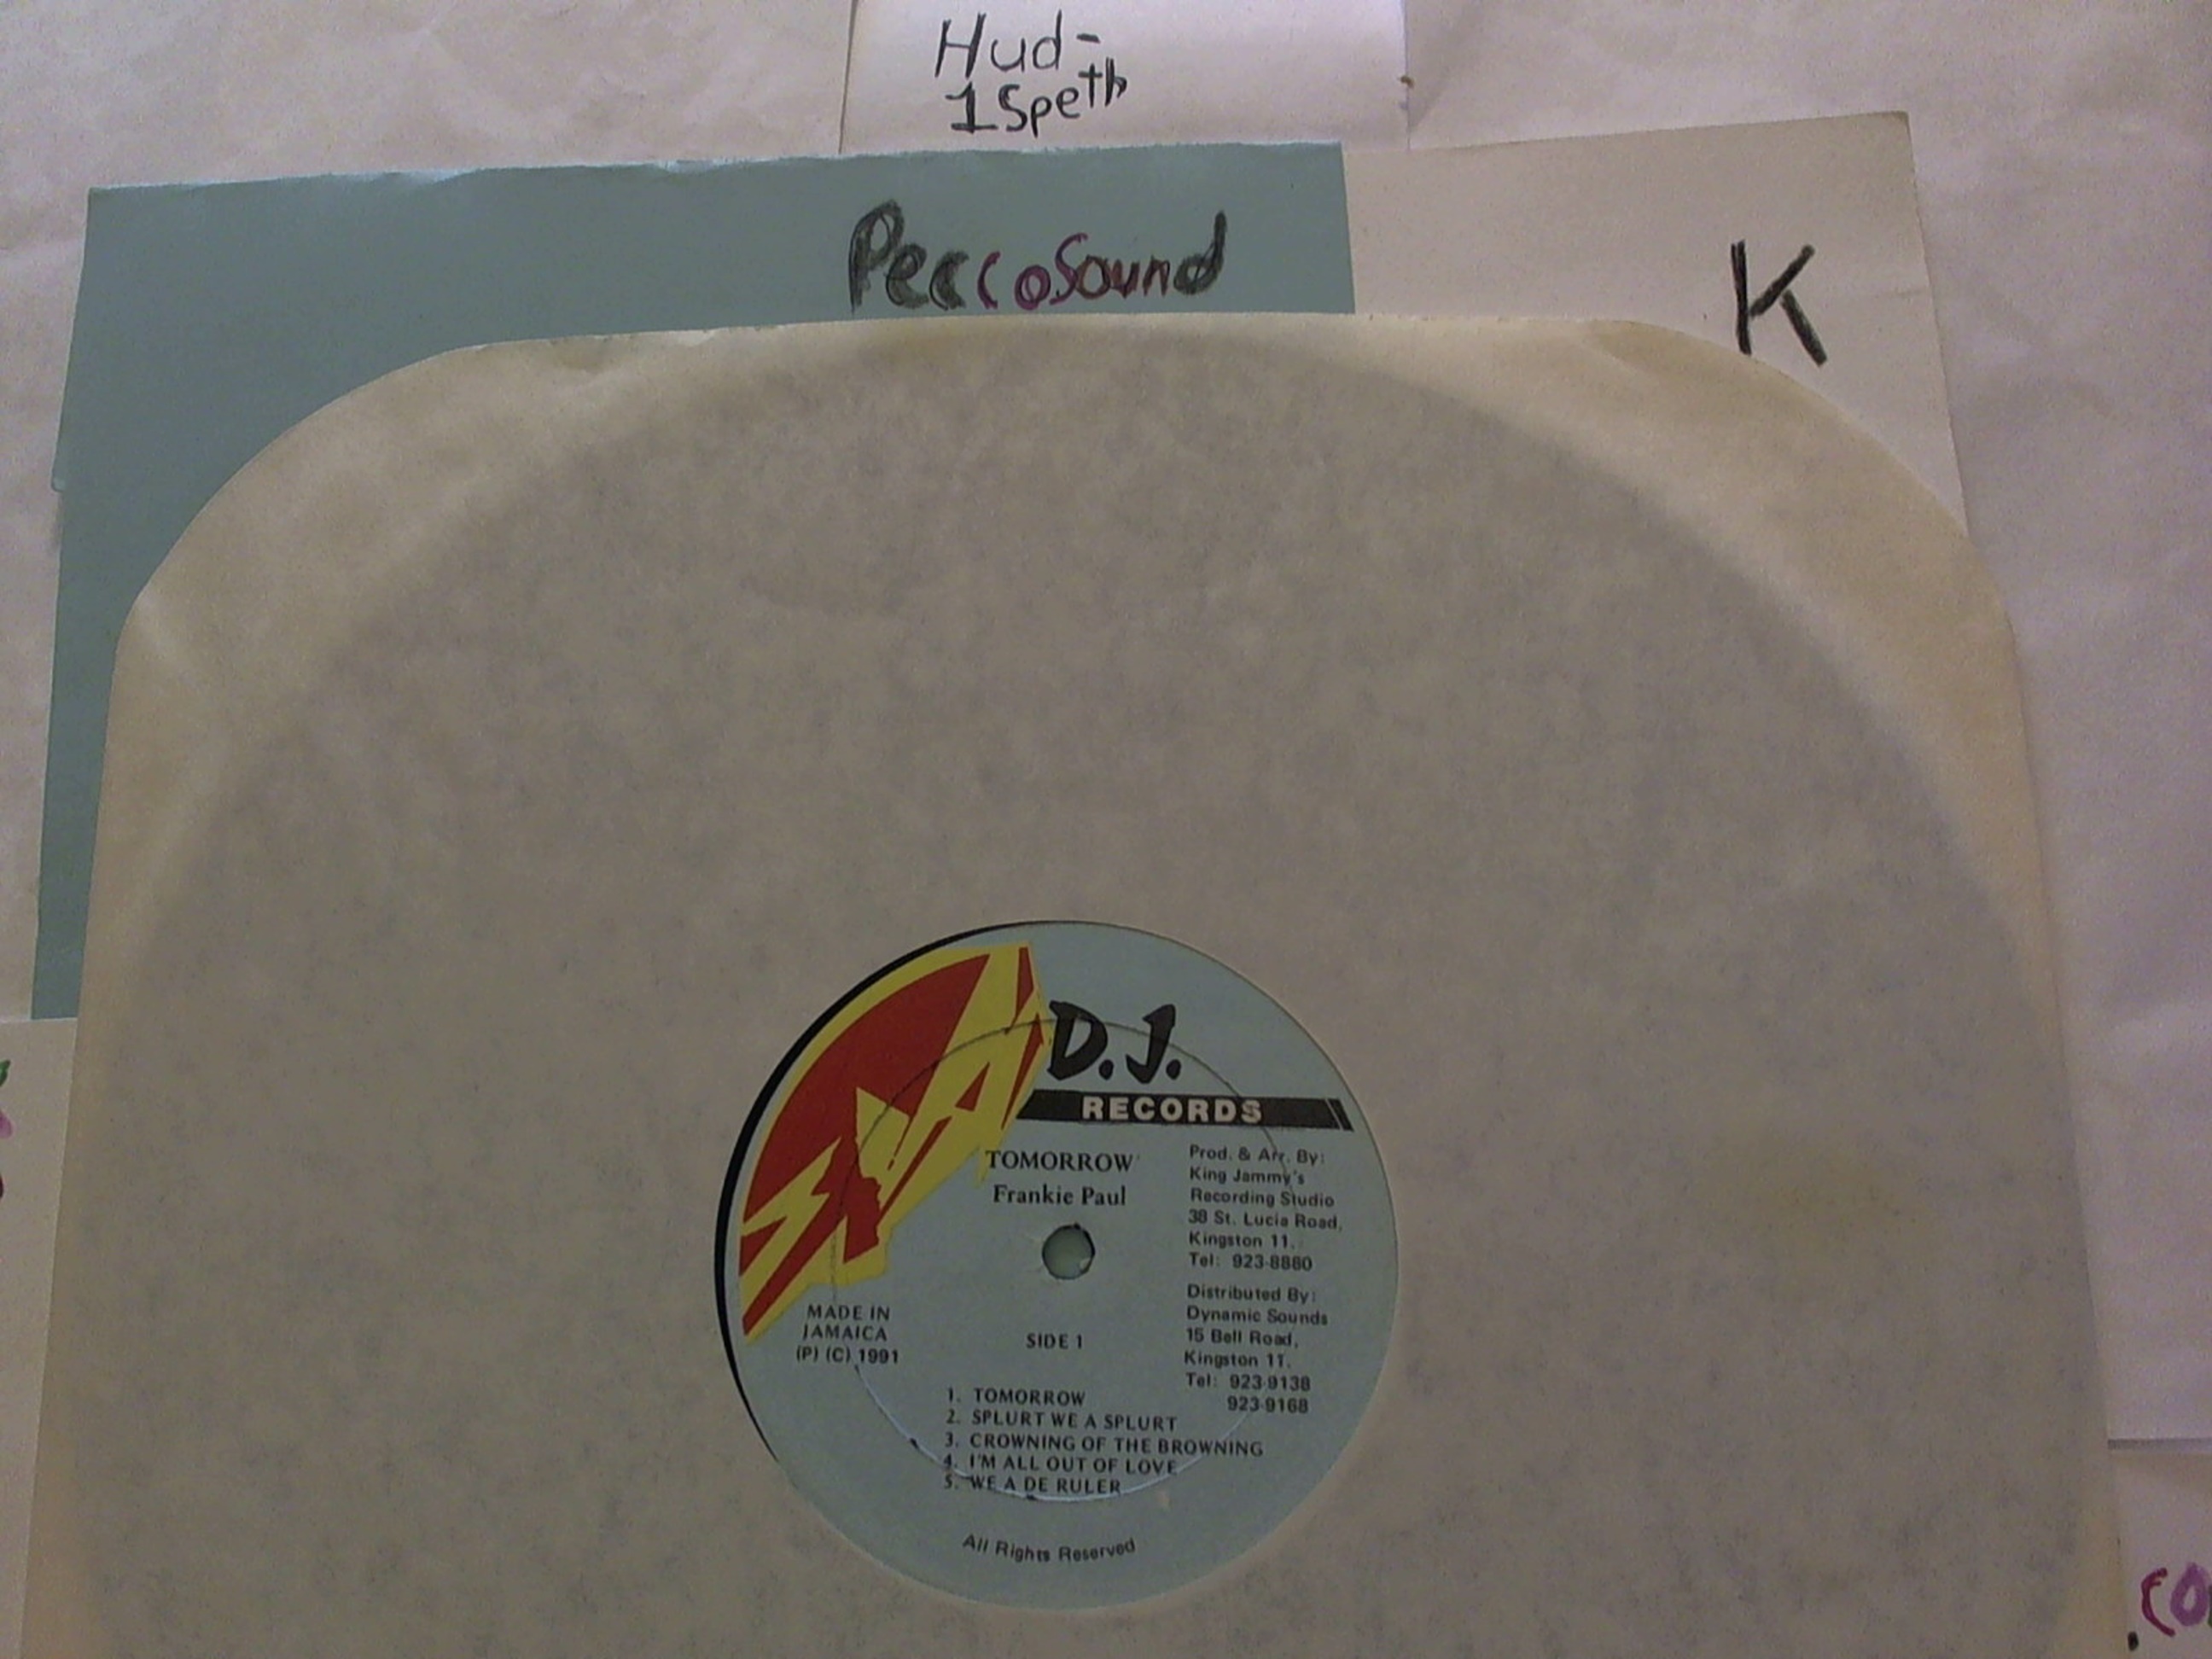 Hud-
1Speth
PeccoSound
K
D.J.
RECORDS
TOMORROW
Frankie Paul
Prod. & Arr. By:
King Jammy's
Recording Studio
38 St. Lucia Road,
Kingston 11.
Tel: 923-8880
Distributed By:
Dynamic Sounds
15 Bell Road,
Kingston 11.
Tel: 923-9138
923-9168
MADE IN
JAMAICA
(P) (C) 1991
SIDE 1
1. TOMORROW
2. SPLURT WE A SPLURT
3. CROWNING OF THE BROWNING
4. I'M ALL OUT OF LOVE
5. WE A DE RULER
All Rights Reserved
.co